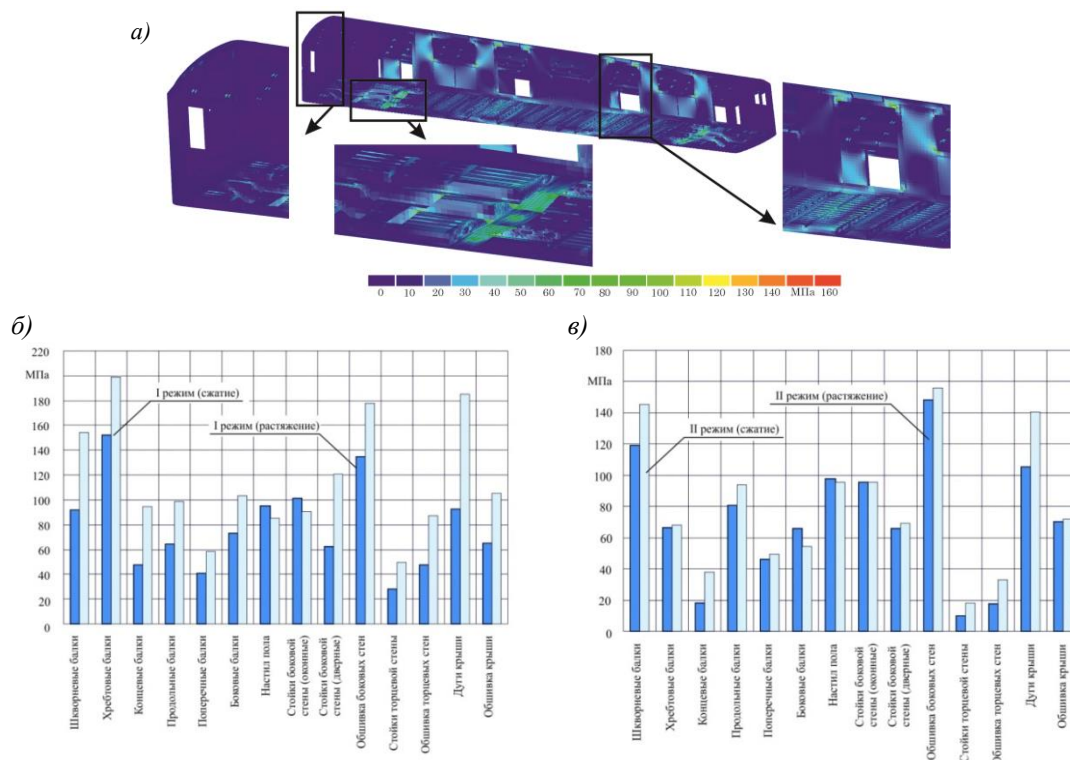 а)
0 10 20 30 40 50 60 70 80 90 100 110 120 130 140 МПа 160
б)
220
МПа
180
160
140
120
100
80
60
40
20
0
I режим (сжатие)
I режим (растяжение)
Шкворневые балки
Хребтовые балки
Концевые балки
Продольные балки
Поперечные балки
Боковые балки
Настил пола
Стойки боковой
стены (оконные)
Стойки боковой
стены (дверные)
Обшивка боковых стен
Стойки торцевой стены
Обшивка торцевых стен
Дуги крыши
Обшивка крыши
в)
180
МПа
140
120
100
80
60
40
20
0
II режим (растяжение)
II режим (сжатие)
Шкворневые балки
Хребтовые балки
Концевые балки
Продольные балки
Поперечные балки
Боковые балки
Настил пола
Стойки боковой
стены (оконные)
Стойки боковой
стены (дверные)
Обшивка боковых стен
Стойки торцевой стены
Обшивка торцевых стен
Дуги крыши
Обшивка крыши